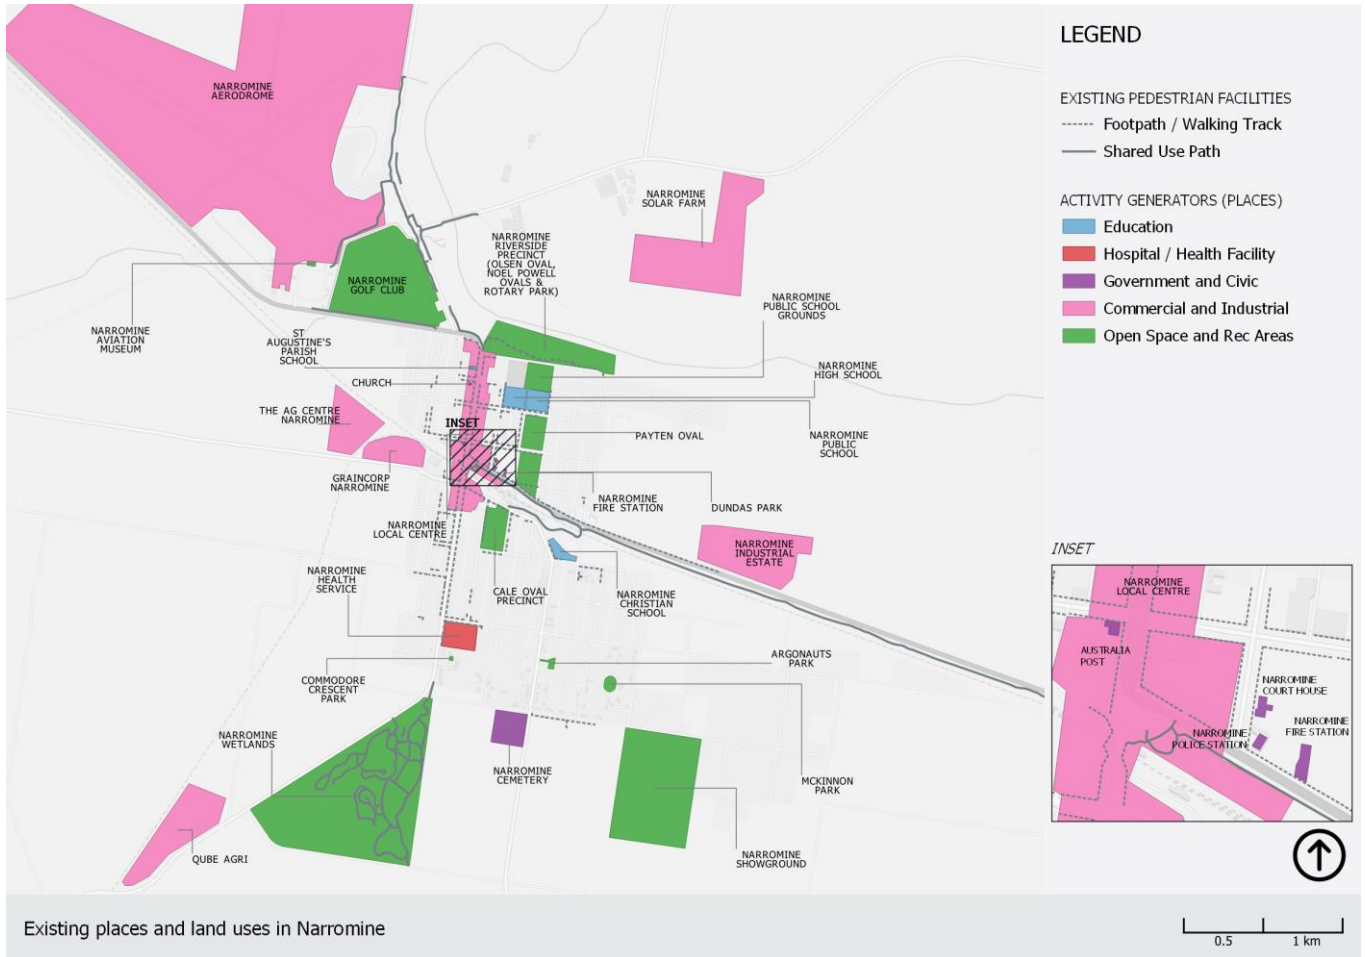 NARROMINE
AERODROME
NARROMINE
SOLAR FARM
NARROMINE
RIVERSIDE
PRECINCT
(OLSEN OVAL,
NOEL POWELL
OVALS &
ROTARY PARK)
NARROMINE
GOLF CLUB
NARROMINE
PUBLIC SCHOOL
GROUNDS
NARROMINE
AVIATION
MUSEUM
ST
AUGUSTINE'S
PARISH
SCHOOL
NARROMINE
HIGH SCHOOL
CHURCH
THE AG CENTRE
NARROMINE
INSET
PAYTEN OVAL
NARROMINE
PUBLIC
SCHOOL
GRAINCORP
NARROMINE
NARROMINE
FIRE STATION
DUNDAS PARK
NARROMINE
LOCAL CENTRE
NARROMINE
INDUSTRIAL
ESTATE
NARROMINE
HEALTH
SERVICE
CALE OVAL
PRECINCT
NARROMINE
CHRISTIAN
SCHOOL
ARGONAUTS
PARK
COMMODORE
CRESCENT
PARK
NARROMINE
WETLANDS
NARROMINE
CEMETERY
MCKINNON
PARK
QUBE AGRI
NARROMINE
SHOWGROUND
LEGEND
EXISTING PEDESTRIAN FACILITIES
Footpath / Walking Track
Shared Use Path
ACTIVITY GENERATORS (PLACES)
Education
Hospital / Health Facility
Government and Civic
Commercial and Industrial
Open Space and Rec Areas
INSET
NARROMINE
LOCAL CENTRE
AUSTRALIA
POST
NARROMINE
COURT HOUSE
NARROMINE
FIRE STATION
NARROMINE
POLICE STATION
Existing places and land uses in Narromine
0.5 1 km